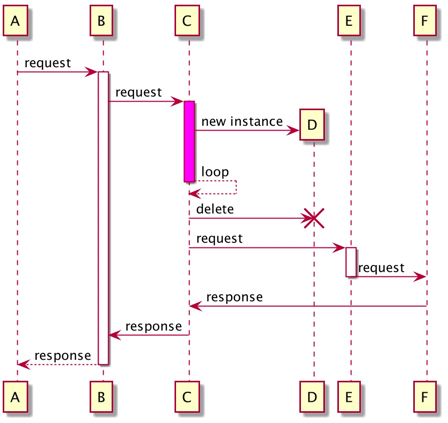 A B C E F
request
request
new instance D
loop
delete
request
request
response
response
response
A B C D E F